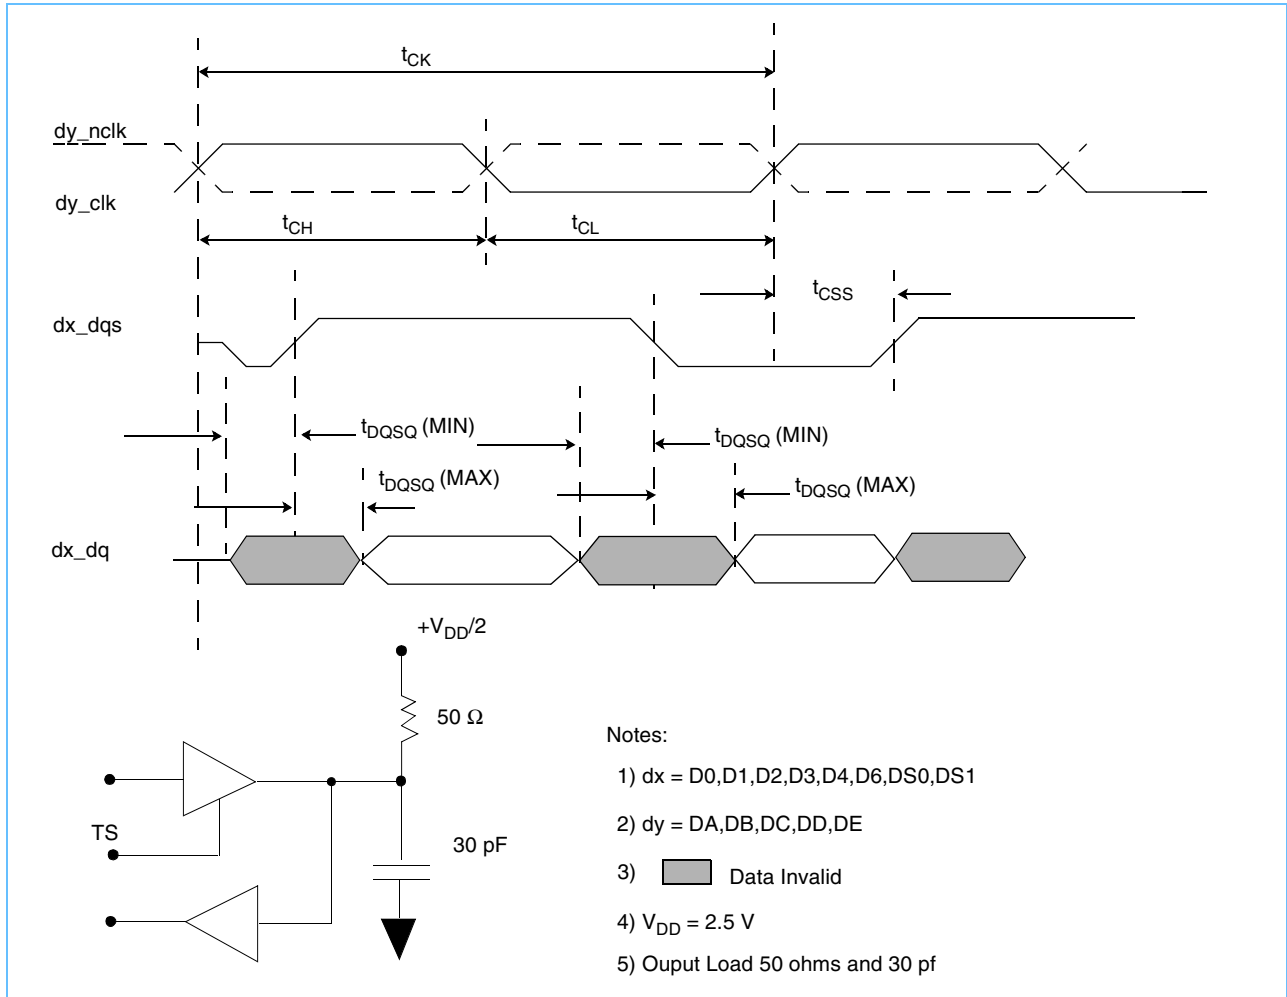 tCK
dy_nclk
dy_clk
tCH
tCL
tCSS
dx_dqs
tDQSQ (MIN)
tDQSQ (MIN)
tDQSQ (MAX)
tDQSQ (MAX)
dx_dq
+VDD/2
50 Ω
TS
30 pF
Notes:
1) dx = D0,D1,D2,D3,D4,D6,DS0,DS1
2) dy = DA,DB,DC,DD,DE
3) Data Invalid
4) VDD = 2.5 V
5) Ouput Load 50 ohms and 30 pf